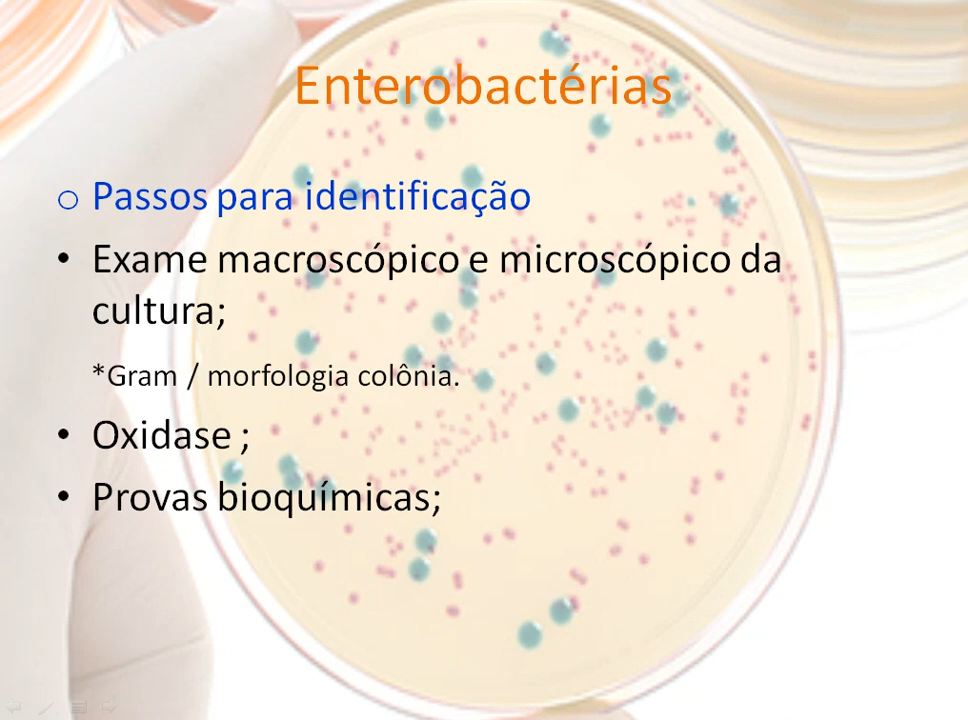 Enterobactérias
○ Passos para identificação
• Exame macroscópico e microscópico da
cultura;
*Gram / morfologia colônia.
• Oxidase ;
• Provas bioquímicas;